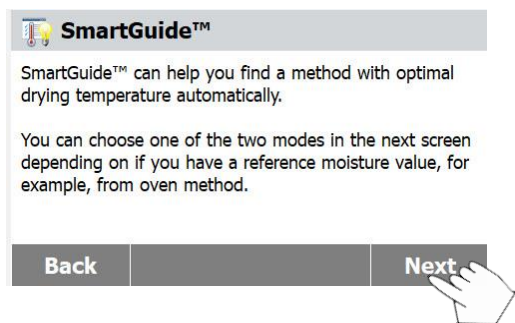 SmartGuide™
SmartGuide™ can help you find a method with optimal
drying temperature automatically.
You can choose one of the two modes in the next screen
depending on if you have a reference moisture value, for
example, from oven method.
Back
Next